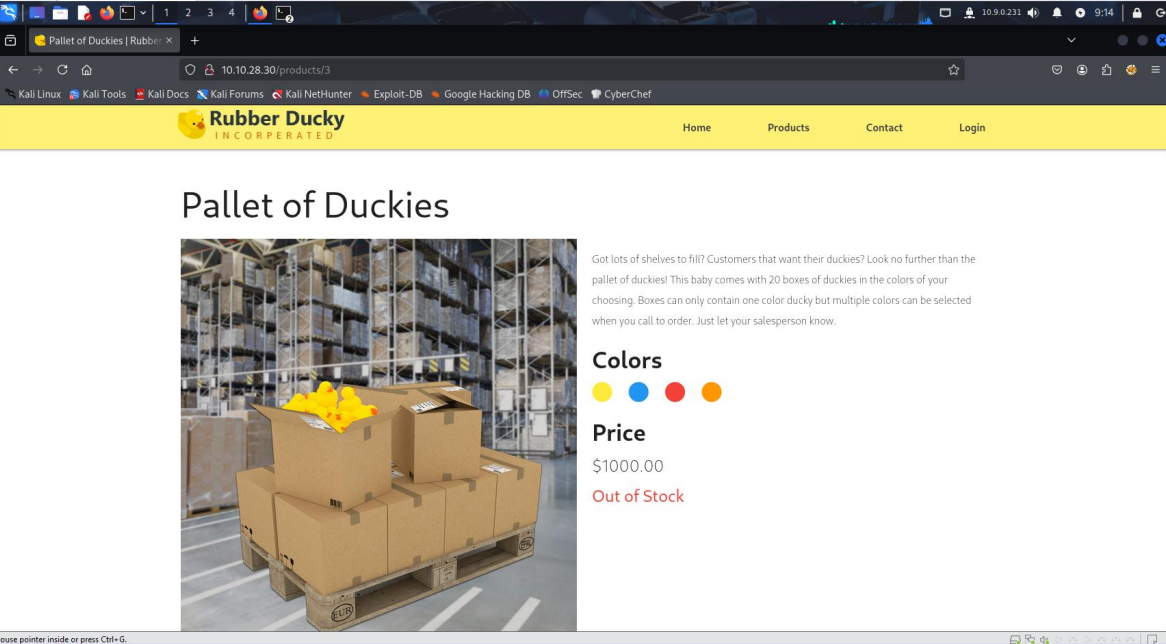 1 2 3 4 2
10.9.0.231 9:14
Pallet of Duckies | Rubber
10.10.28.30/products/3
Kali Linux Kali Tools Kali Docs Kali Forums Kali NetHunter Exploit-DB Google Hacking DB OffSec CyberChef
Rubber Ducky
INCORPERATED
Home Products Contact Login
Pallet of Duckies
Got lots of shelves to fill? Customers that want their duckies? Look no further than the
pallet of duckies! This baby comes with 20 boxes of duckies in the colors of your
choosing. Boxes can only contain one color ducky but multiple colors can be selected
when you call to order. Just let your salesperson know.
Colors
Price
$1000.00
Out of Stock
EUR
ouse pointer inside or press Ctrl+G.